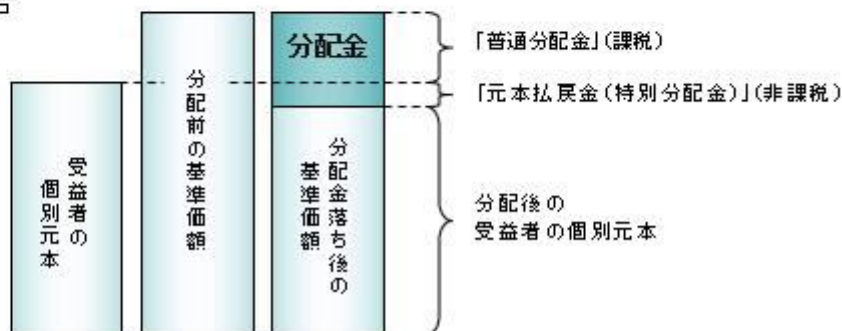 分配金
「普通分配金」(課税)
「元本払戻金(特別分配金)」(非課税)
受益者の
個別元本
分配前の基準価額
分配金落ち後の
基準価額
分配後の
受益者の個別元本